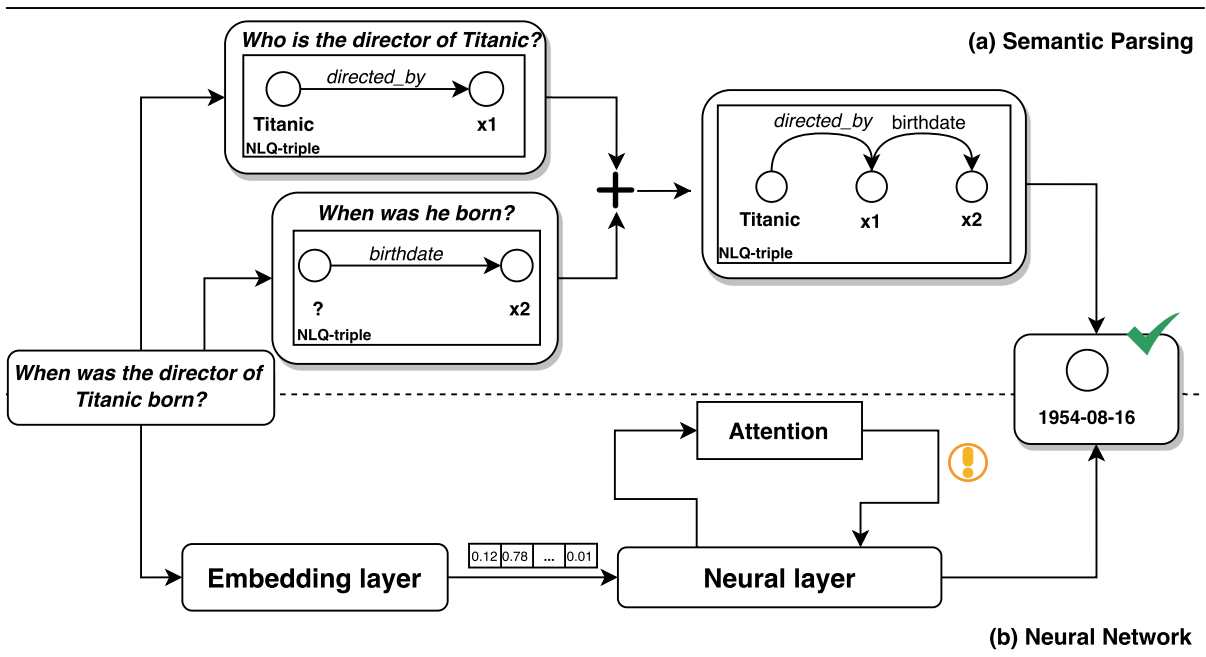 (a) Semantic Parsing
Who is the director of Titanic?
directed_by
Titanic
x1
NLQ-triple
When was he born?
birthdate
?
x2
NLQ-triple
directed_by
birthdate
Titanic
x1
x2
NLQ-triple
When was the director of
Titanic born?
1954-08-16
Attention
Embedding layer
0.12 0.78 ... 0.01
Neural layer
(b) Neural Network